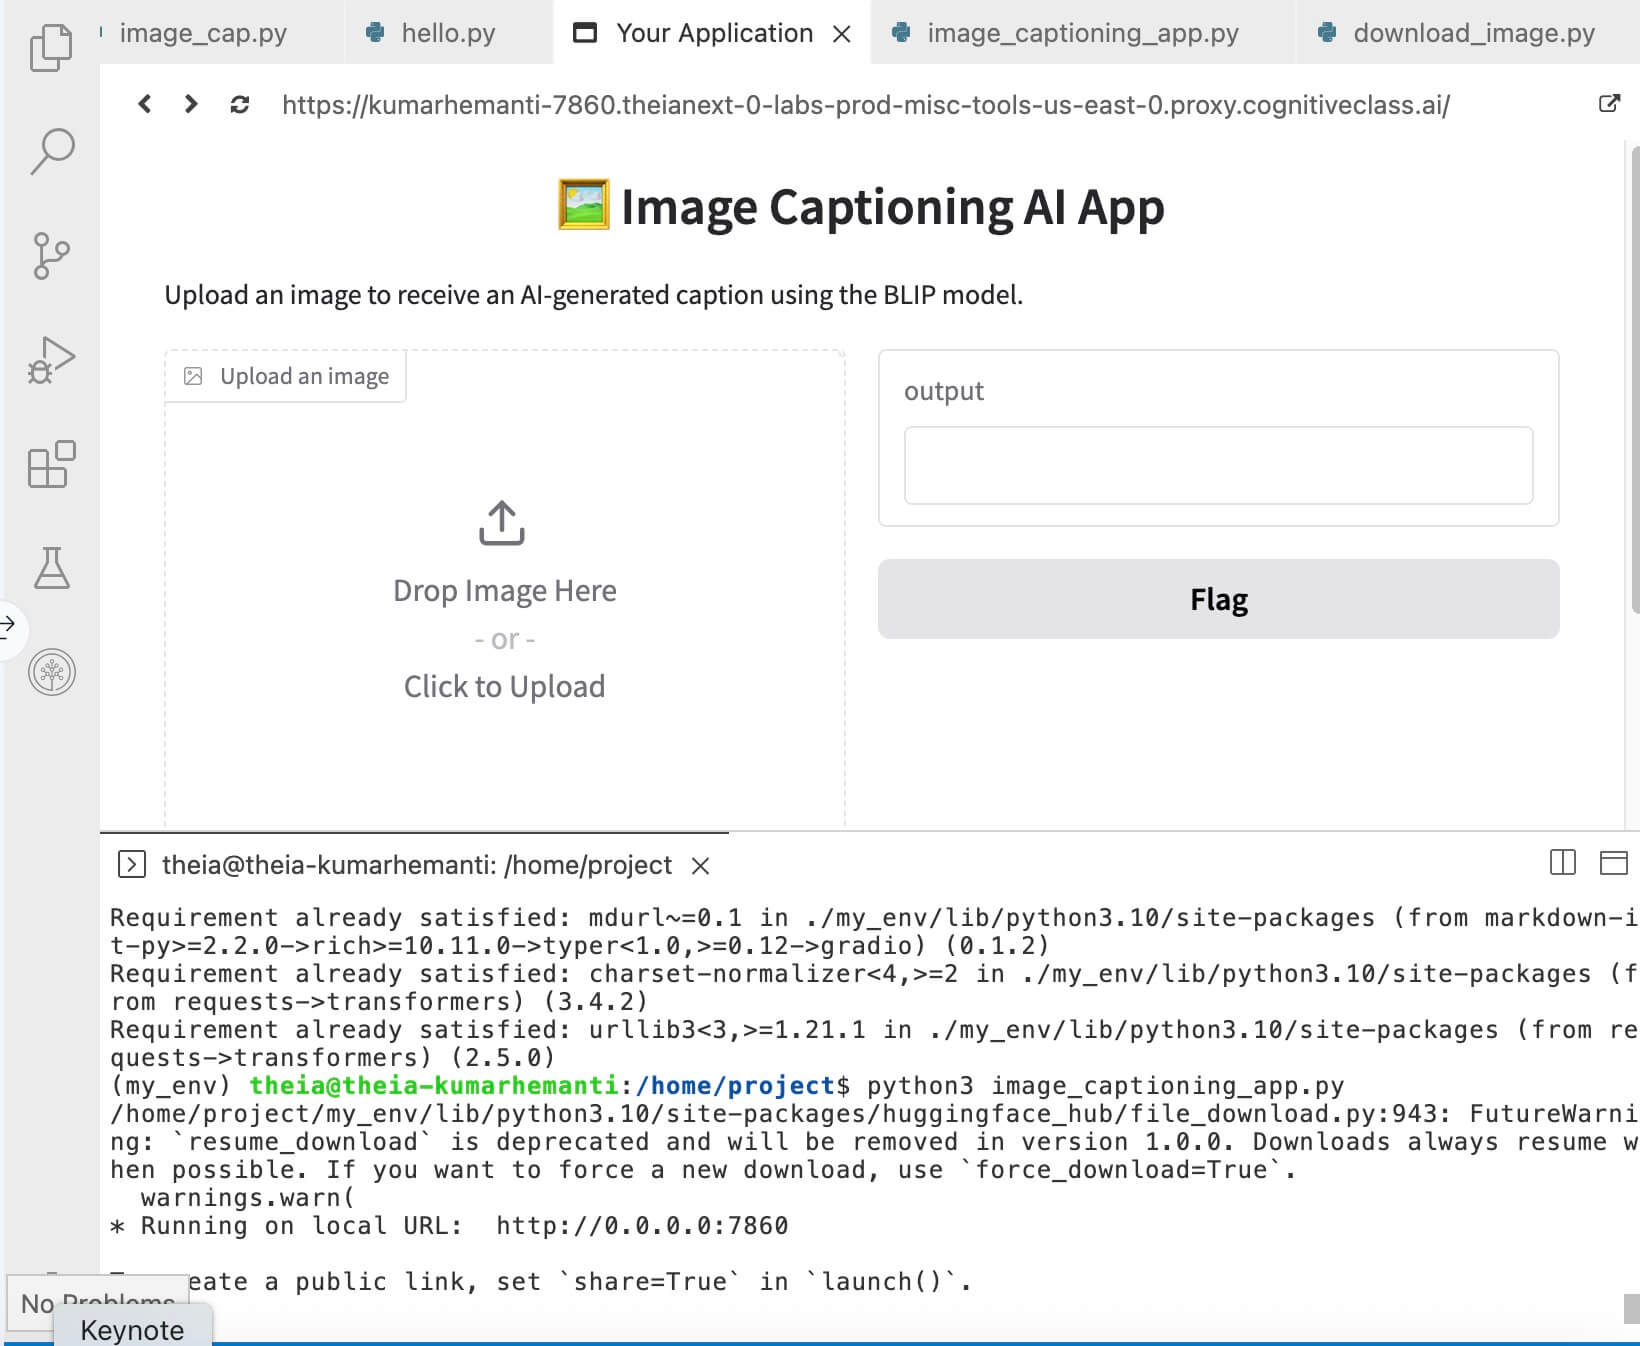 image_cap.py
hello.py
Your Application
image_captioning_app.py
download_image.py
https://kumarhemanti-7860.theianext-0-labs-prod-misc-tools-us-east-0.proxy.cognitiveclass.ai/
Image Captioning AI App
Upload an image to receive an AI-generated caption using the BLIP model.
Upload an image
output
Drop Image Here
- or -
Click to Upload
Flag
theia@theia-kumarhemanti: /home/project
Requirement already satisfied: mdurl~=0.1 in ./my_env/lib/python3.10/site-packages (from markdown-i
t-py>=2.2.0->rich>=10.11.0->typer<1.0,>=0.12->gradio) (0.1.2)
Requirement already satisfied: charset-normalizer<4,>=2 in ./my_env/lib/python3.10/site-packages (f
rom requests->transformers) (3.4.2)
Requirement already satisfied: urllib3<3,>=1.21.1 in ./my_env/lib/python3.10/site-packages (from re
quests->transformers) (2.5.0)
(my_env) theia@theia-kumarhemanti:/home/project$ python3 image_captioning_app.py
/home/project/my_env/lib/python3.10/site-packages/huggingface_hub/file_download.py:943: FutureWarni
ng: `resume_download` is deprecated and will be removed in version 1.0.0. Downloads always resume w
hen possible. If you want to force a new download, use `force_download=True`.
warnings.warn(
* Running on local URL:  http://0.0.0.0:7860
eate a public link, set `share=True` in `launch()`.
No Problems
Keynote